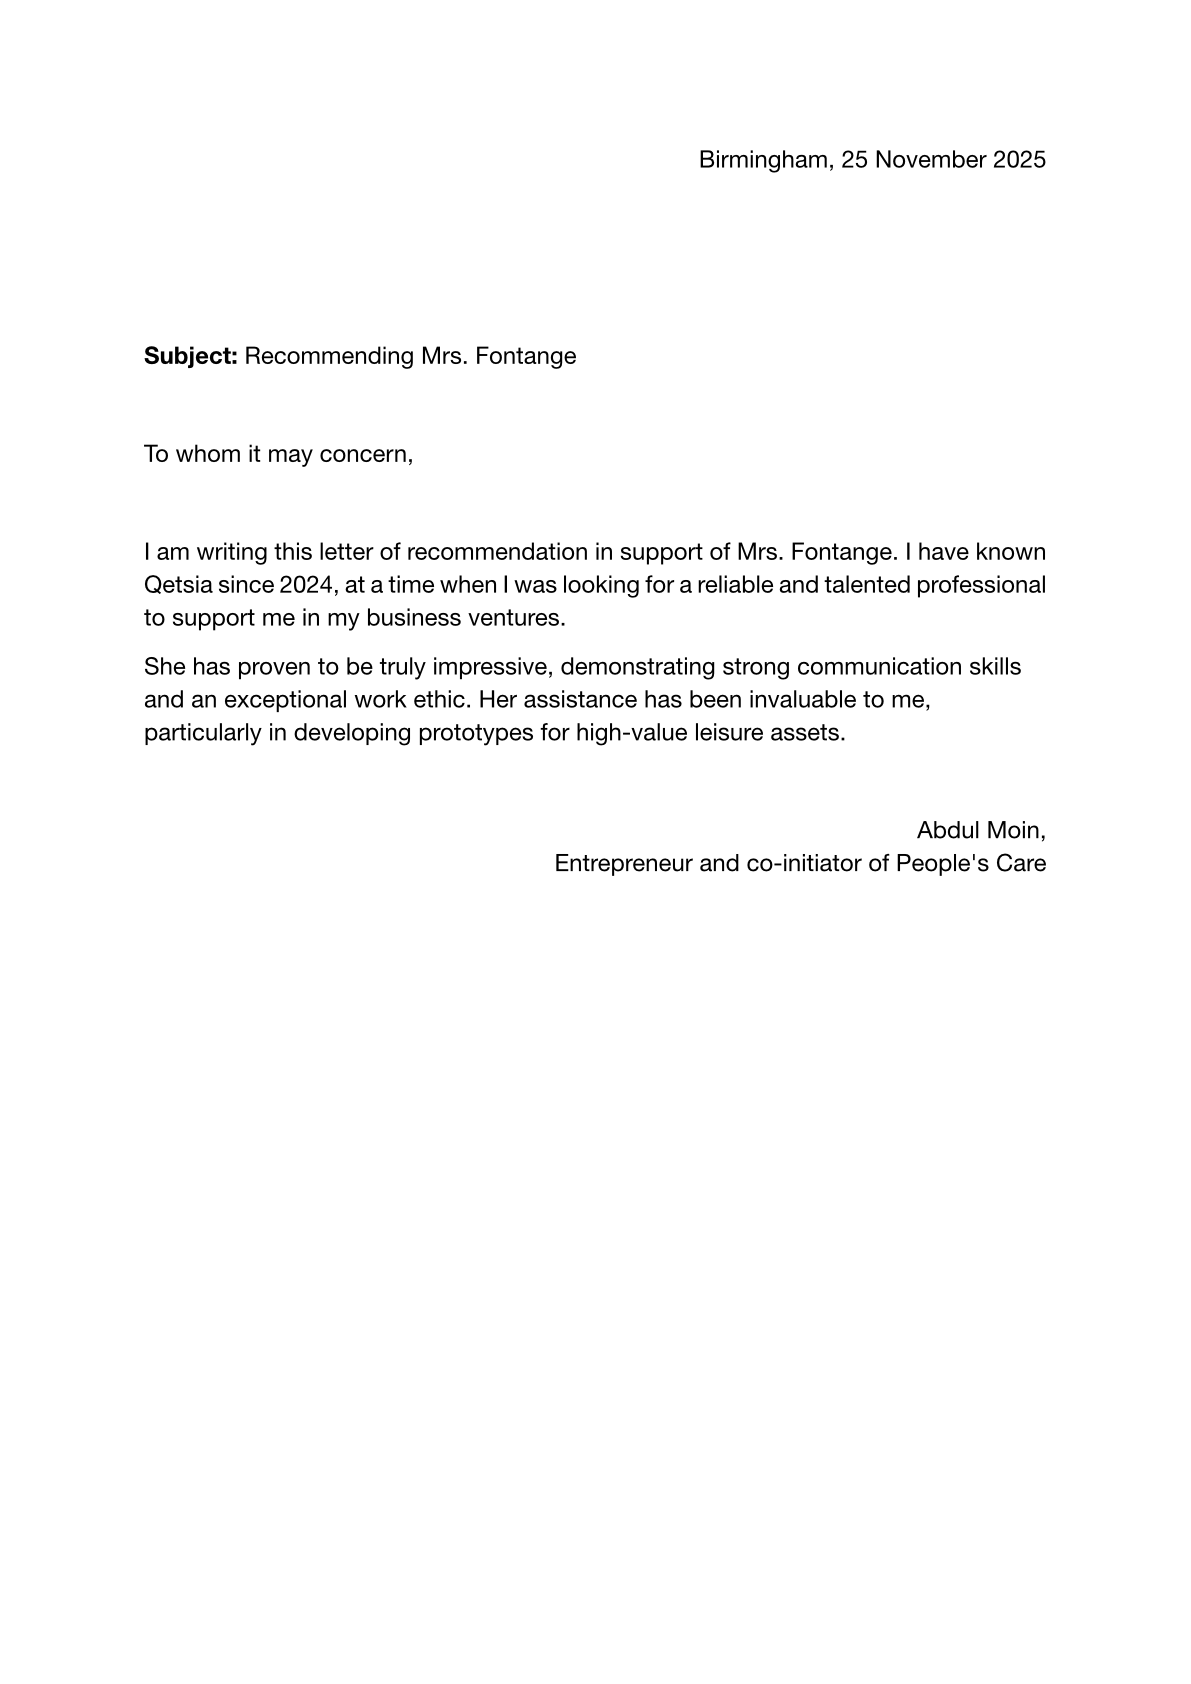 Birmingham, 25 November 2025
Subject: Recommending Mrs. Fontange
To whom it may concern,
I am writing this letter of recommendation in support of Mrs. Fontange. I have known
Qetsia since 2024, at a time when I was looking for a reliable and talented professional
to support me in my business ventures.
She has proven to be truly impressive, demonstrating strong communication skills
and an exceptional work ethic. Her assistance has been invaluable to me,
particularly in developing prototypes for high-value leisure assets.
Abdul Moin,
Entrepreneur and co-initiator of People's Care